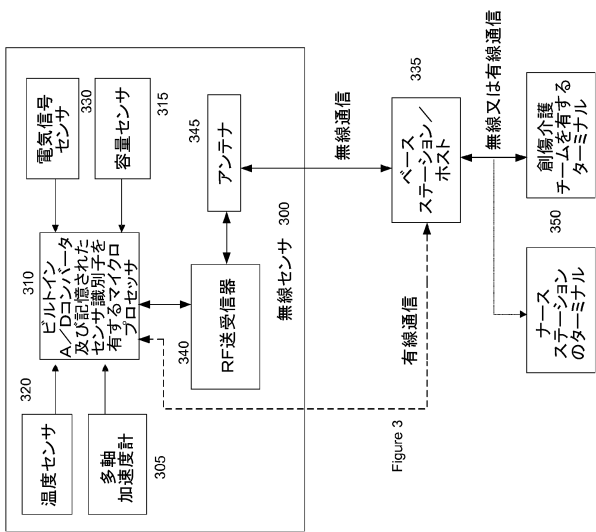 320
温度センサ
多軸
加速度計
305
310
ビルトイン
A/Dコンバータ
及び記憶された
センサ識別子を
有するマイクロ
プロセッサ
電気信号
センサ
330
容量センサ
315
340
RF送受信器
345
アンテナ
無線センサ 300
無線通信
有線通信
335
ベース
ステーション/
ホスト
無線又は有線通信
ナース
ステーション
のターミナル
350
創傷介護
チームを有する
ターミナル
Figure 3